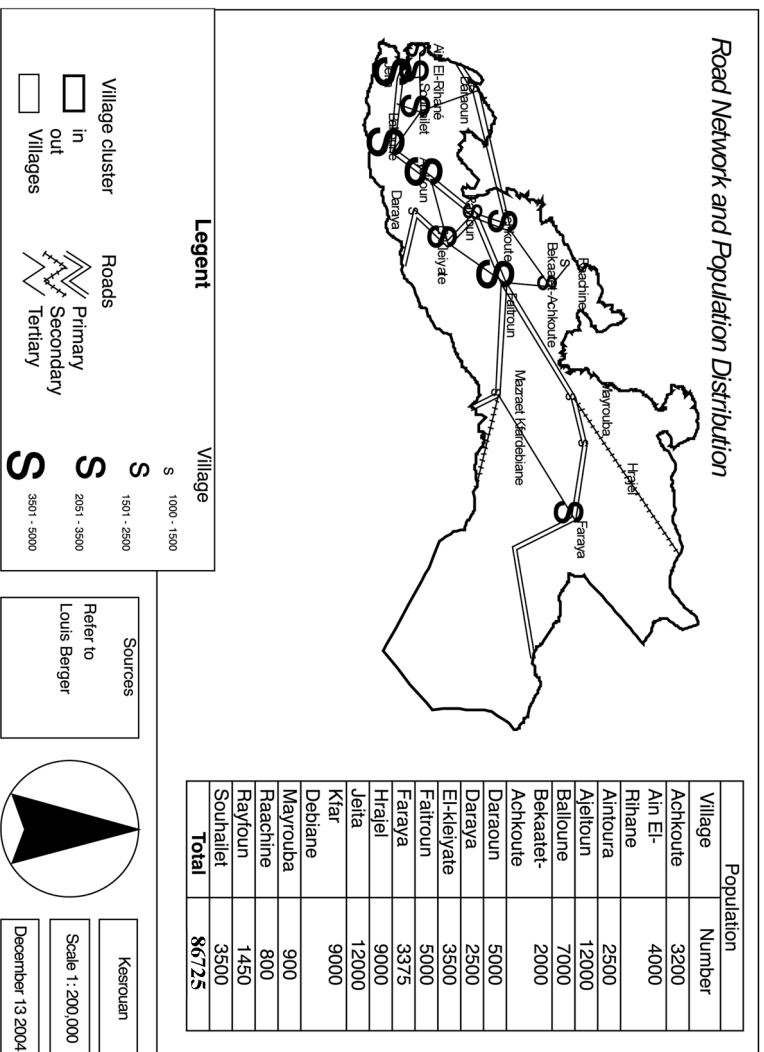 Road Network and Population Distribution
Ain El-Rihané
Daraoun
Souhailet
Daraya
Achkoute
Bekaatet-Achkoute
Raachine
El-kleiyate
Faitroun
Mayrouba
Hrajel
Mazraet Kfardebiane
Faraya
Population
Village Number
Achkoute 3200
Ain El-
Rihane 4000
Aintoura 2500
Ajeltoun 12000
Balloune 7000
Bekaatet-
Achkoute 2000
Daraoun 5000
Daraya 2500
El-kleiyate 3500
Faitroun 5000
Faraya 3375
Hrajel 9000
Jeita 12000
Kfar
Debiane 9000
Mayrouba 900
Raachine 800
Rayfoun 1450
Souhailet 3500
Total 86725
Legent
Village cluster
in
out
Villages
Roads
Primary
Secondary
Tertiary
Village
S 1000 - 1500
S 1501 - 2500
S 2051 - 3500
S 3501 - 5000
Sources
Refer to
Louis Berger
Kesrouan
Scale 1: 200,000
December 13 2004